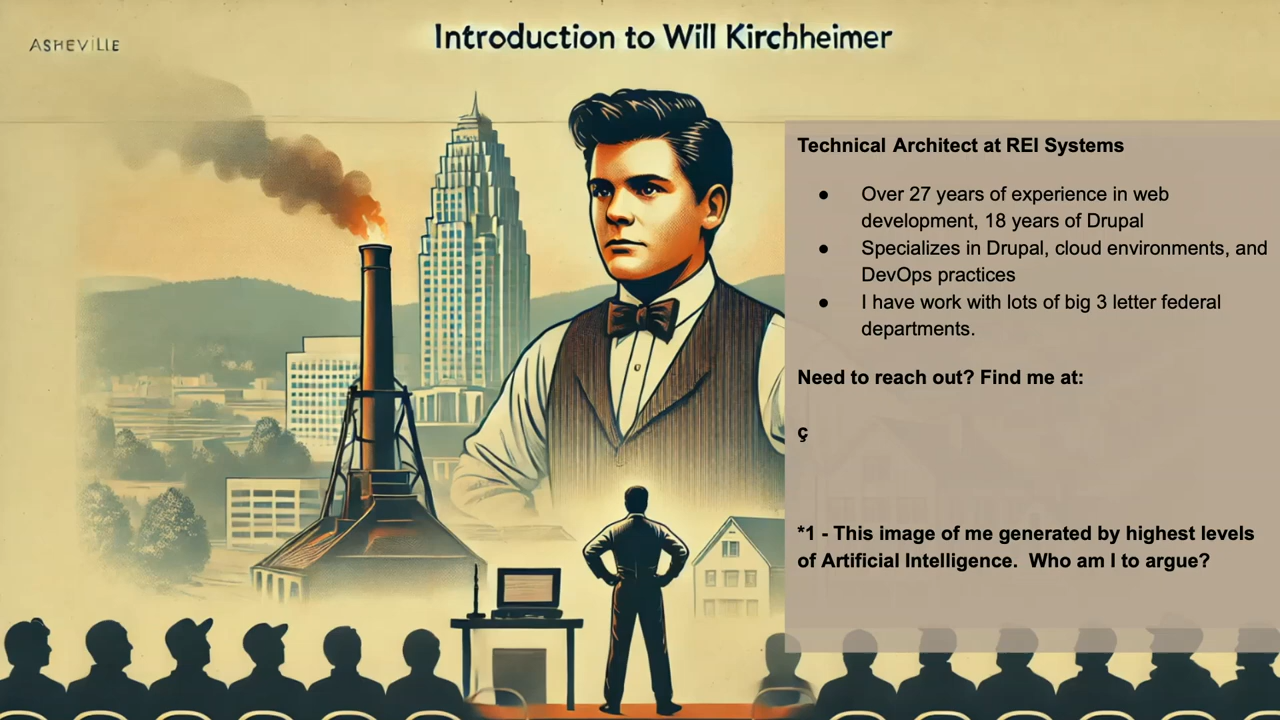 ASHEVILLE
Introduction to Will Kirchheimer
Technical Architect at REI Systems
● Over 27 years of experience in web
development, 18 years of Drupal
● Specializes in Drupal, cloud environments, and
DevOps practices
● I have work with lots of big 3 letter federal
departments.
Need to reach out? Find me at:
ç
*1 - This image of me generated by highest levels
of Artificial Intelligence.  Who am I to argue?